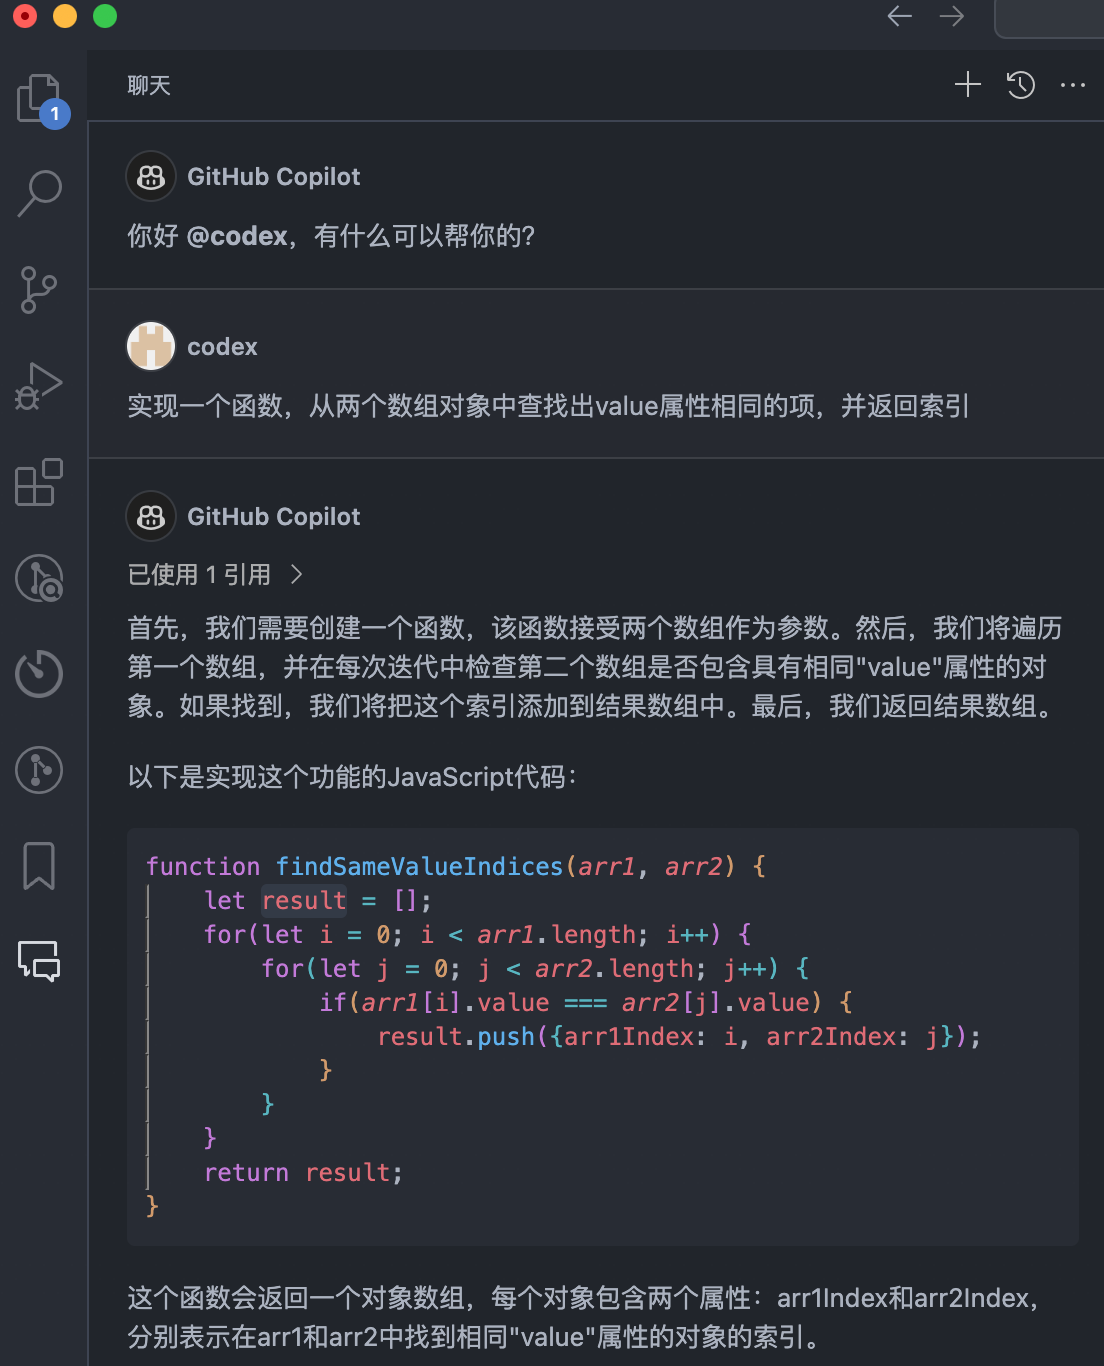 聊天
1
GitHub Copilot
你好 @codex，有什么可以帮你的?
codex
实现一个函数，从两个数组对象中查找出value属性相同的项，并返回索引
GitHub Copilot
已使用 1 引用
首先，我们需要创建一个函数，该函数接受两个数组作为参数。然后，我们将遍历
第一个数组，并在每次迭代中检查第二个数组是否包含具有相同"value"属性的对
象。如果找到，我们将把这个索引添加到结果数组中。最后，我们返回结果数组。
以下是实现这个功能的JavaScript代码：
function findSameValueIndices(arr1, arr2) {
    let result = [];
    for(let i = 0; i < arr1.length; i++) {
        for(let j = 0; j < arr2.length; j++) {
            if(arr1[i].value === arr2[j].value) {
                result.push({arr1Index: i, arr2Index: j});
            }
        }
    }
    return result;
}
这个函数会返回一个对象数组，每个对象包含两个属性：arr1Index和arr2Index，
分别表示在arr1和arr2中找到相同"value"属性的对象的索引。